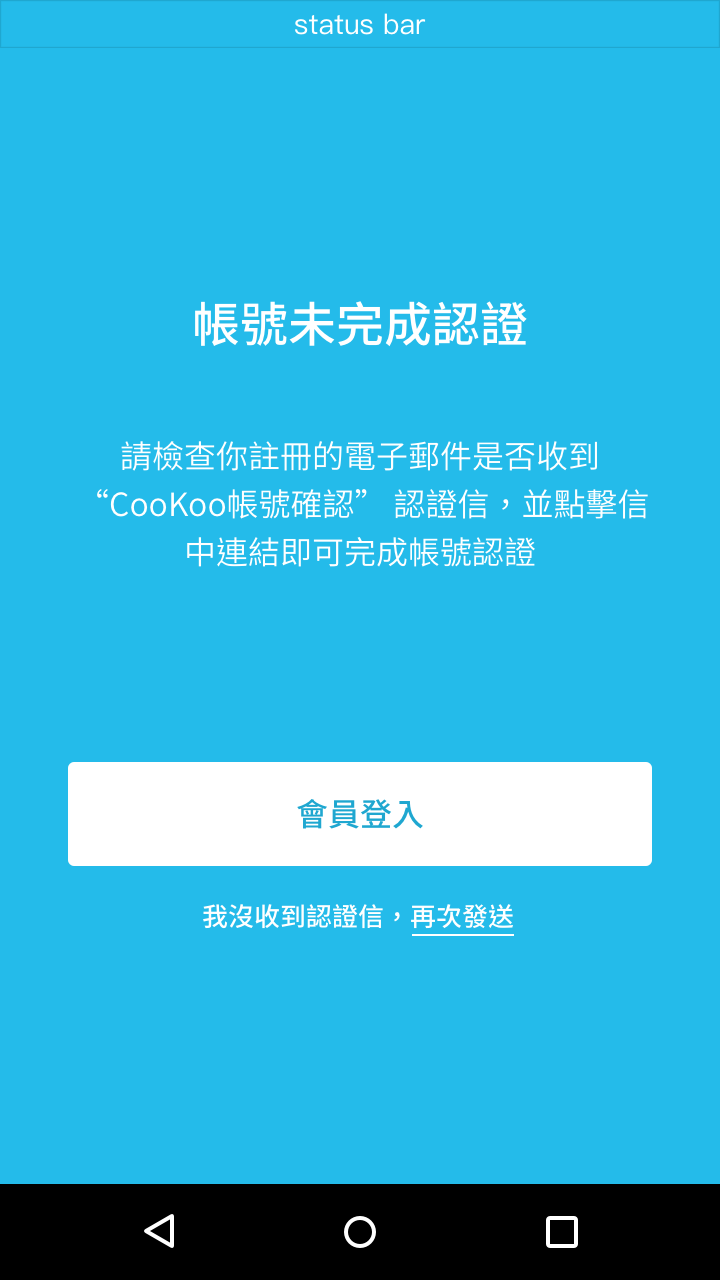 status bar
帳號未完成認證
請檢查你註冊的電子郵件是否收到
“CooKoo帳號確認” 認證信，並點擊信
中連結即可完成帳號認證
會員登入
我沒收到認證信，再次發送